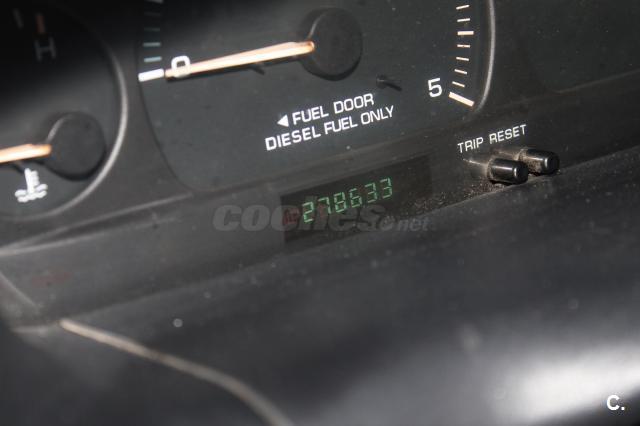 H
0
5
◄ FUEL DOOR
DIESEL FUEL ONLY
TRIP RESET
278633
coches.net
C.